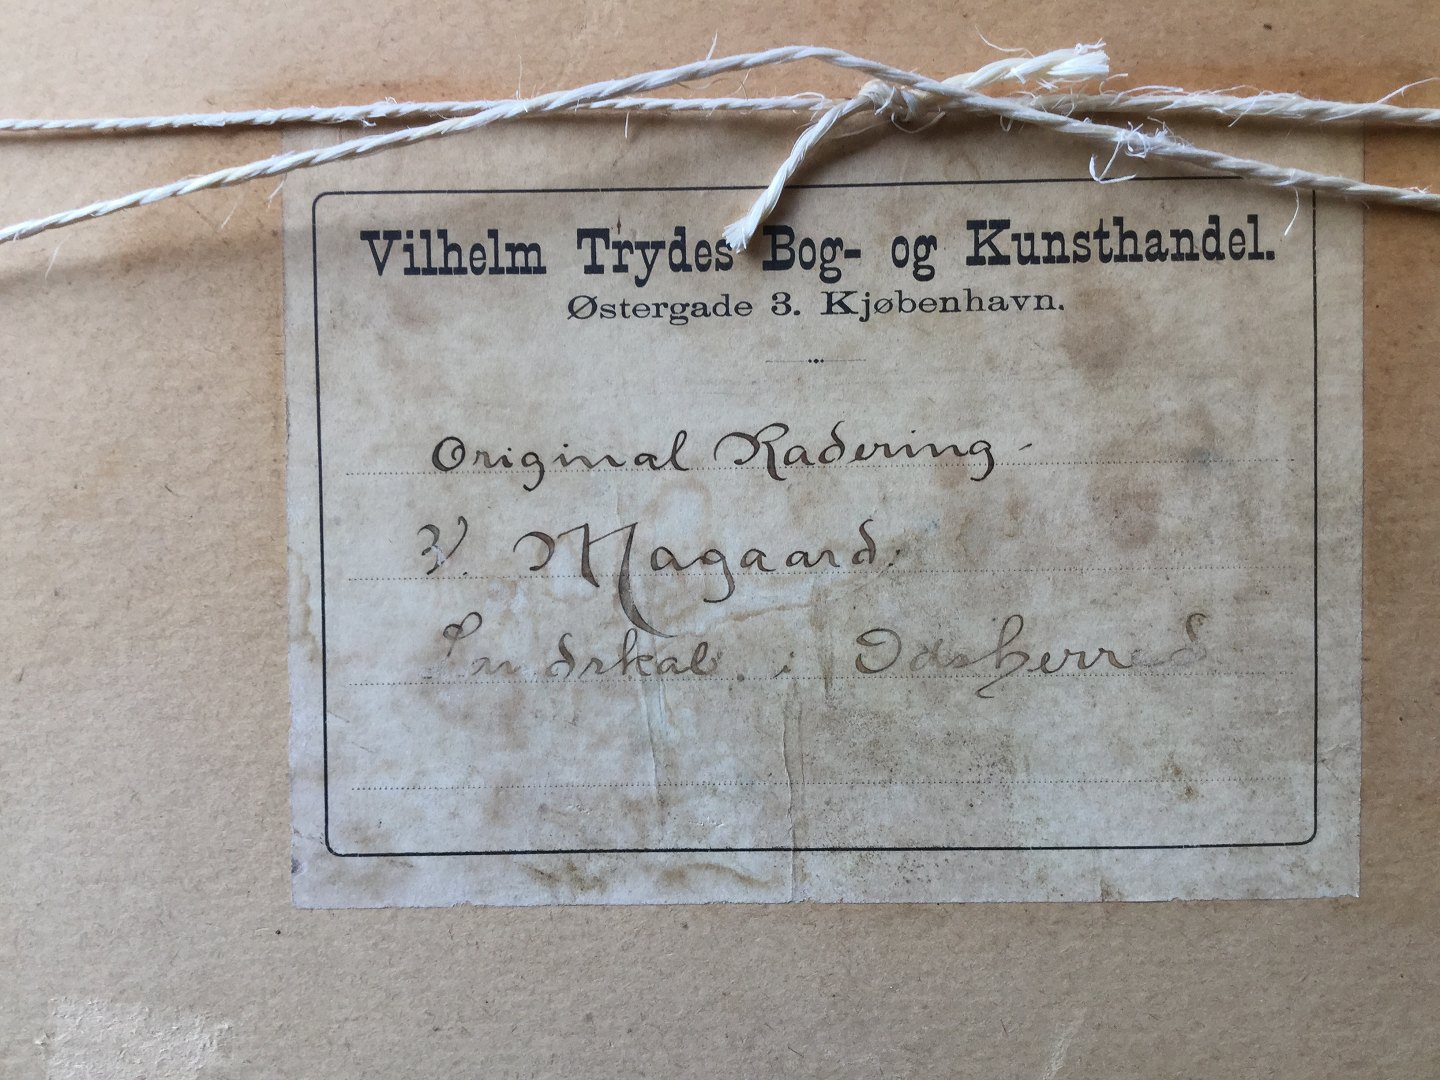 Vilhelm Trydes Bog- og Kunsthandel.
Østergade 3. Kjøbenhavn.
Original Radering -
V. Magaard.
Landskab. i Odsherred